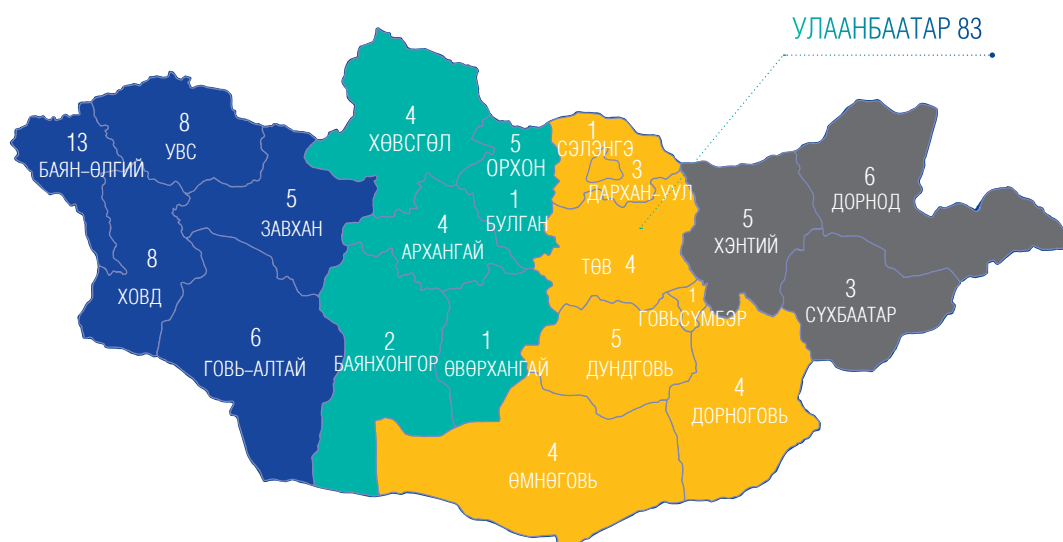 УЛААНБААТАР 83
13
БАЯН–ӨЛГИЙ
8
УВС
5
ЗАВХАН
8
ХОВД
6
ГОВЬ–АЛТАЙ
4
ХӨВСГӨЛ
5
ОРХОН
1
БУЛГАН
4
АРХАНГАЙ
2
БАЯНХОНГОР
1
ӨВӨРХАНГАЙ
1
СЭЛЭНГЭ
3
ДАРХАН–УУЛ
ТӨВ 4
1
ГОВЬСҮМБЭР
5
ДУНДГОВЬ
4
ДОРНОГОВЬ
4
ӨМНӨГОВЬ
5
ХЭНТИЙ
6
ДОРНОД
3
СҮХБААТАР